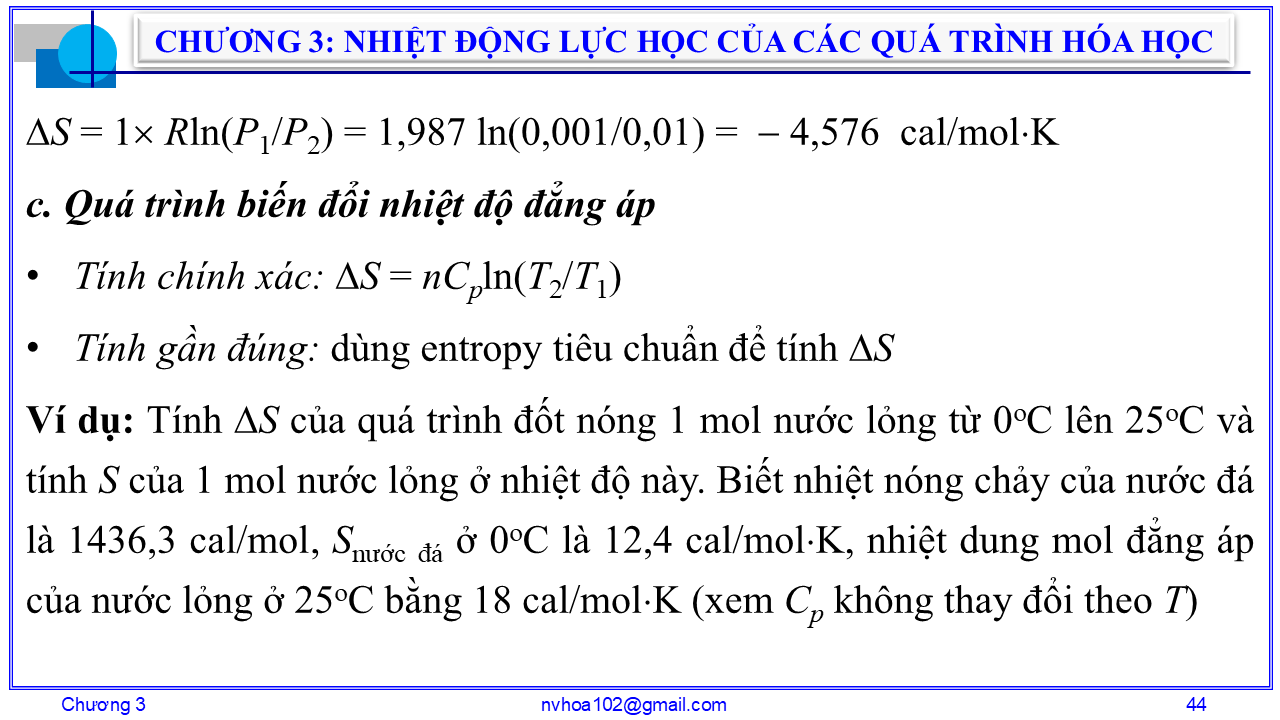 CHƯƠNG 3: NHIỆT ĐỘNG LỰC HỌC CỦA CÁC QUÁ TRÌNH HÓA HỌC
∆S = 1× Rln(P₁/P₂) = 1,987 ln(0,001/0,01) = − 4,576 cal/mol·K
c. Quá trình biến đổi nhiệt độ đẳng áp
• Tính chính xác: ∆S = nCₚln(T₂/T₁)
• Tính gần đúng: dùng entropy tiêu chuẩn để tính ∆S
Ví dụ: Tính ∆S của quá trình đốt nóng 1 mol nước lỏng từ 0ᵒC lên 25ᵒC và
tính S của 1 mol nước lỏng ở nhiệt độ này. Biết nhiệt nóng chảy của nước đá
là 1436,3 cal/mol, Snước đá ở 0ᵒC là 12,4 cal/mol·K, nhiệt dung mol đẳng áp
của nước lỏng ở 25ᵒC bằng 18 cal/mol·K (xem Cₚ không thay đổi theo T)
Chương 3
nvhoa102@gmail.com
44